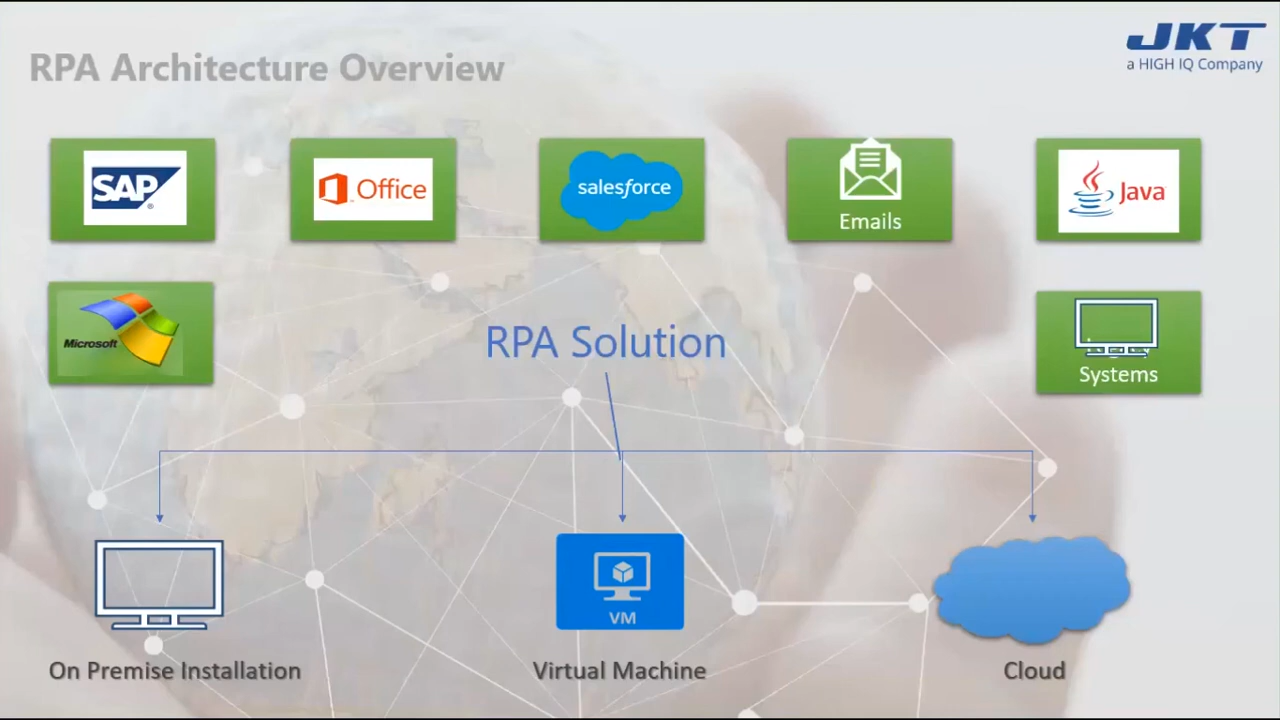 RPA Architecture Overview
JKT
a HIGH IQ Company
SAP
®
Office
salesforce
Emails
Java
Microsoft
RPA Solution
Systems
VM
On Premise Installation
Virtual Machine
Cloud